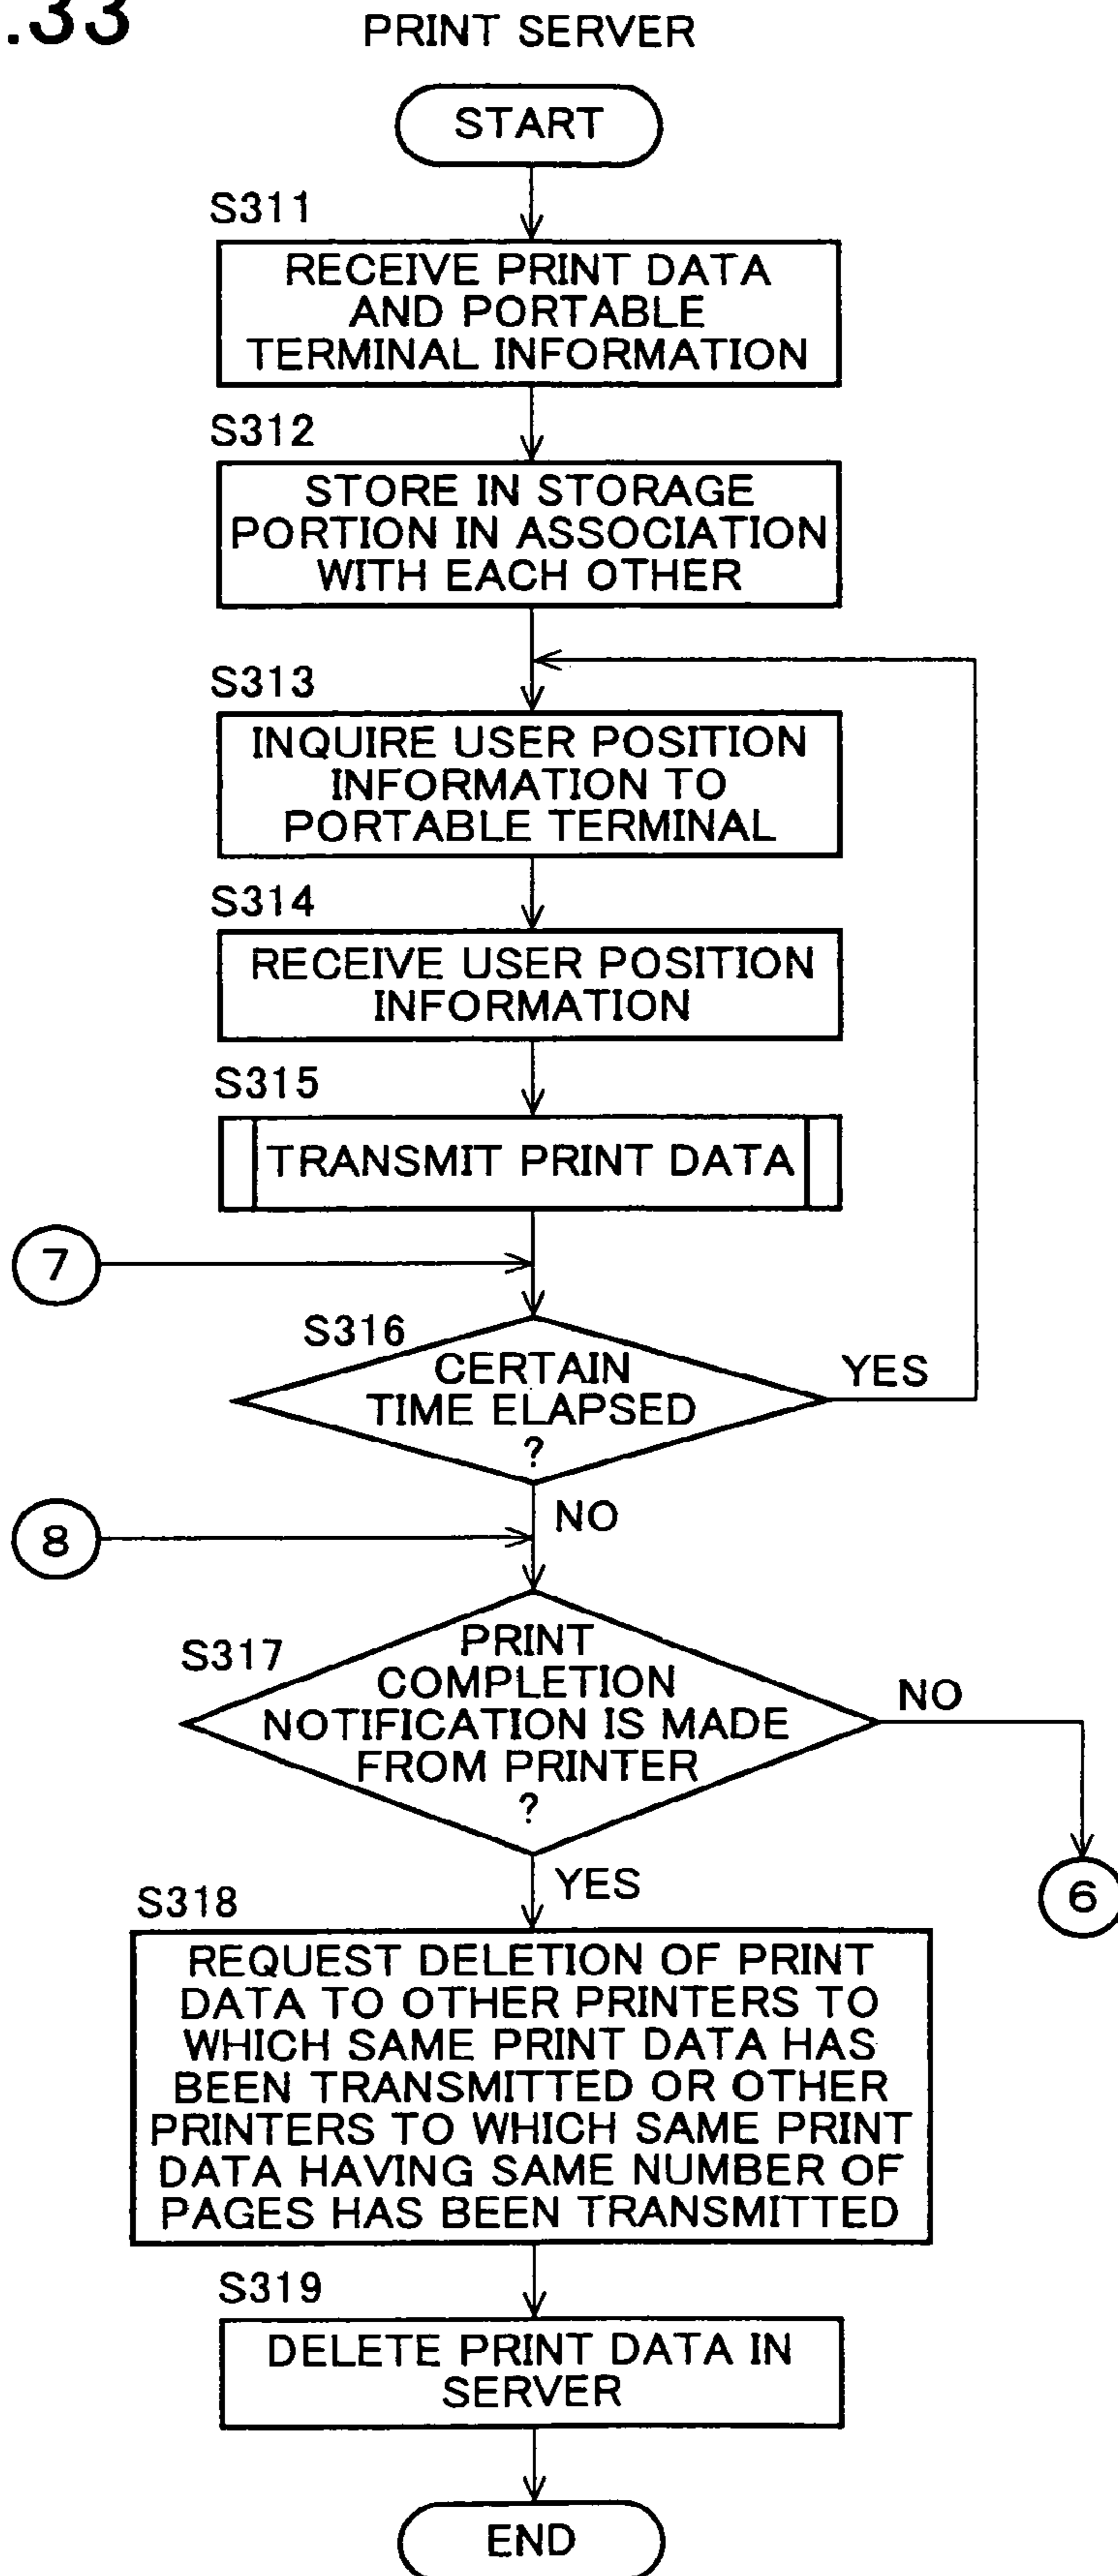 .33
PRINT SERVER
START
S311
RECEIVE PRINT DATA
AND PORTABLE
TERMINAL INFORMATION
S312
STORE IN STORAGE
PORTION IN ASSOCIATION
WITH EACH OTHER
S313
INQUIRE USER POSITION
INFORMATION TO
PORTABLE TERMINAL
S314
RECEIVE USER POSITION
INFORMATION
S315
TRANSMIT PRINT DATA
7
S316
CERTAIN
TIME ELAPSED
?
YES
NO
8
S317
PRINT
COMPLETION
NOTIFICATION IS MADE
FROM PRINTER
?
NO
6
YES
S318
REQUEST DELETION OF PRINT
DATA TO OTHER PRINTERS TO
WHICH SAME PRINT DATA HAS
BEEN TRANSMITTED OR OTHER
PRINTERS TO WHICH SAME PRINT
DATA HAVING SAME NUMBER OF
PAGES HAS BEEN TRANSMITTED
S319
DELETE PRINT DATA IN
SERVER
END